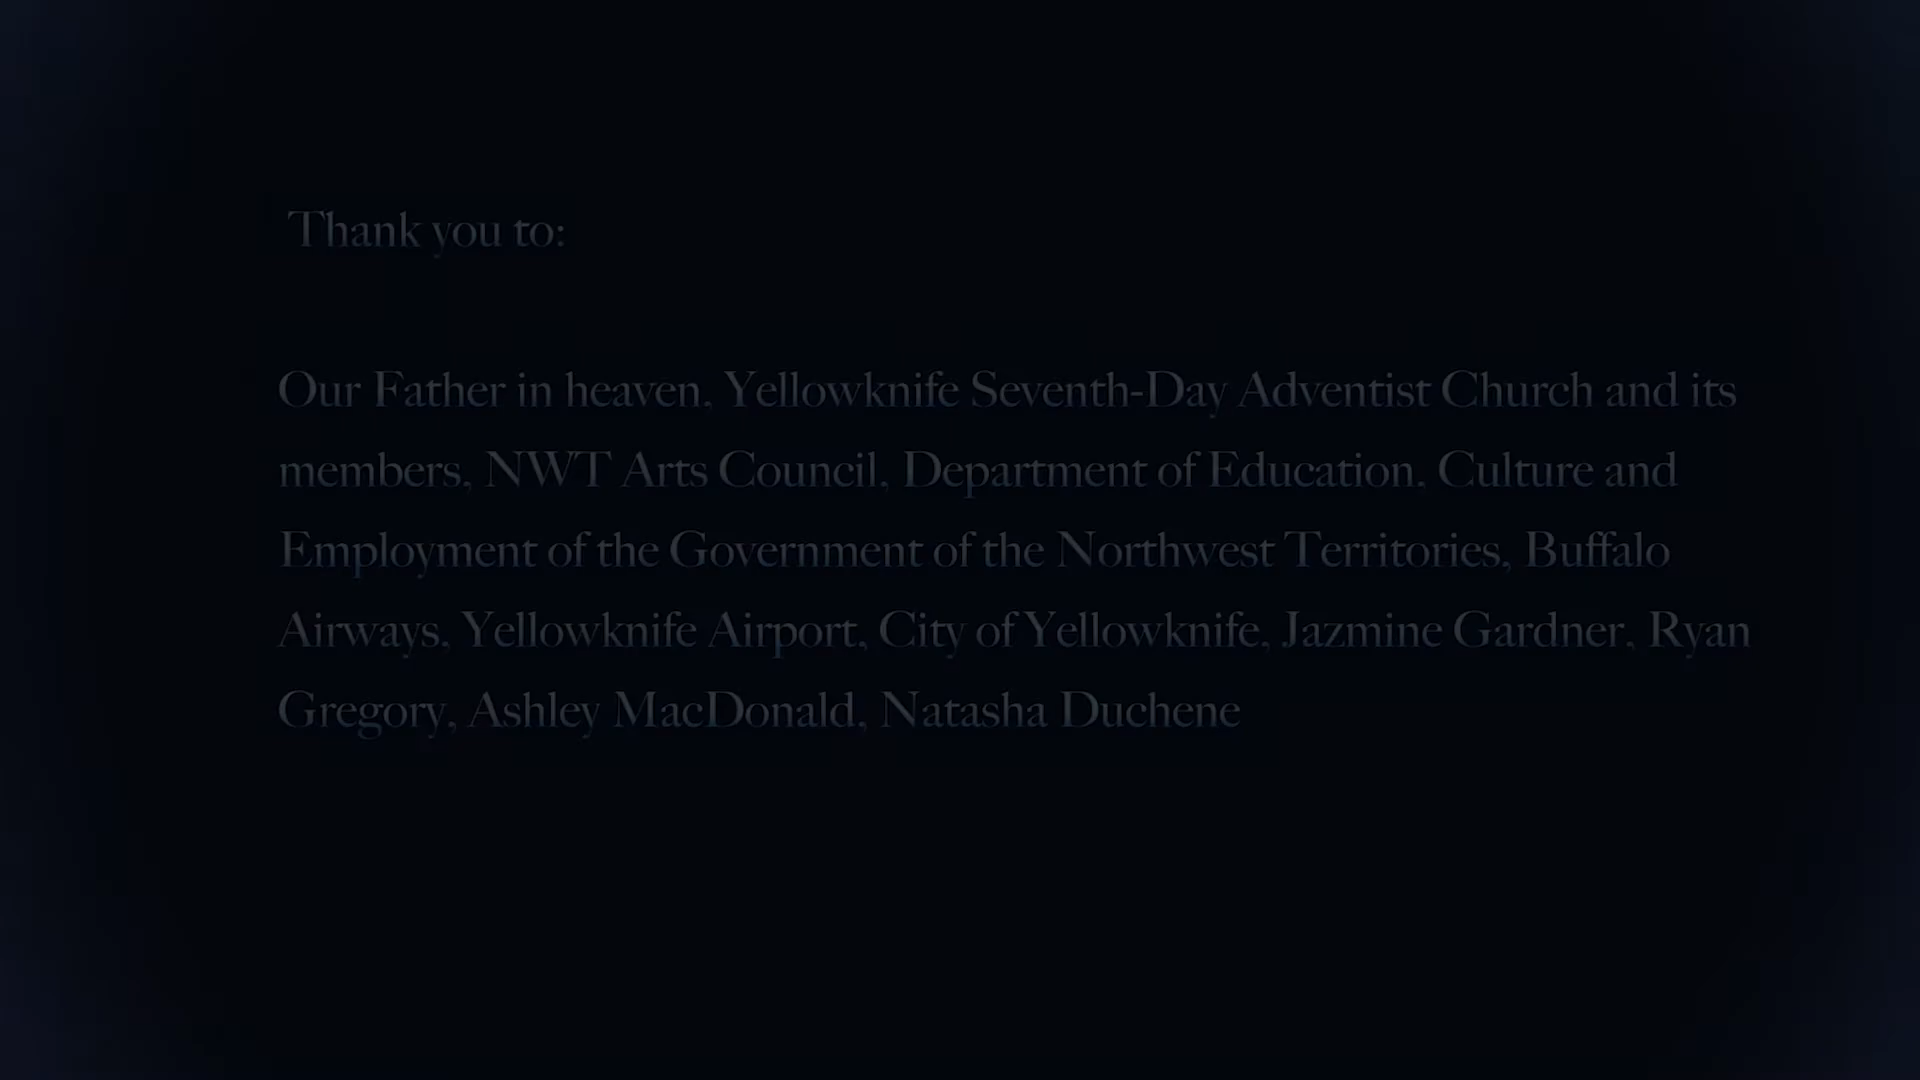 Thank you to:
Our Father in heaven, Yellowknife Seventh-Day Adventist Church and its
members, NWT Arts Council, Department of Education, Culture and
Employment of the Government of the Northwest Territories, Buffalo
Airways, Yellowknife Airport, City of Yellowknife, Jazmine Gardner, Ryan
Gregory, Ashley MacDonald, Natasha Duchene